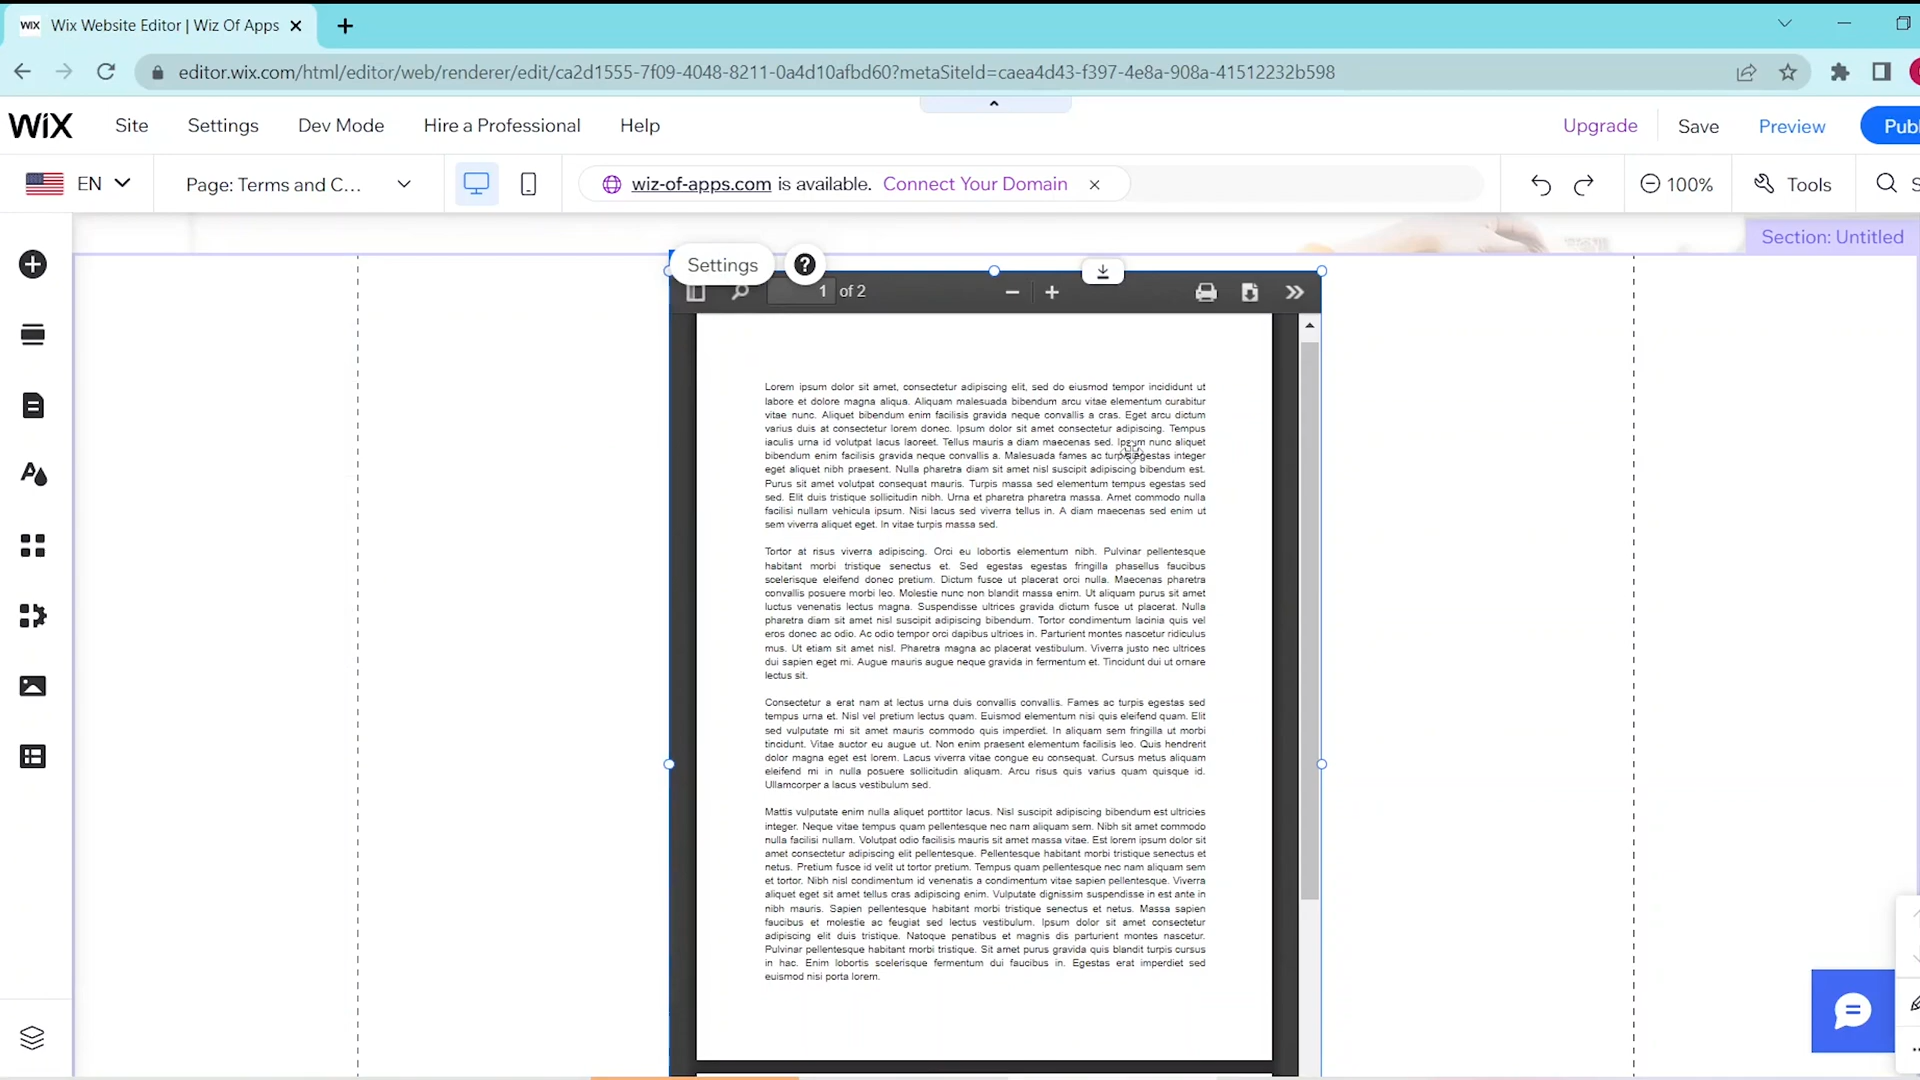 WiX Wix Website Editor | Wiz Of Apps
editor.wix.com/html/editor/web/renderer/edit/ca2d1555-7f09-4048-8211-0a4d10afbd60?metaSiteId=caea4d43-f397-4e8a-908a-41512232b598
WiX Site Settings Dev Mode Hire a Professional Help Upgrade Save Preview Publ
EN Page: Terms and C... wiz-of-apps.com is available. Connect Your Domain 100% Tools S
Section: Untitled
Settings ?
1 of 2
Lorem ipsum dolor sit amet, consectetur adipiscing elit, sed do eiusmod tempor incididunt ut
labore et dolore magna aliqua. Aliquam malesuada bibendum arcu vitae elementum curabitur
vitae nunc. Aliquet bibendum enim facilisis gravida neque convallis a cras. Eget arcu dictum
varius duis at consectetur lorem donec. Ipsum dolor sit amet consectetur adipiscing. Tempus
iaculis urna id volutpat lacus laoreet. Tellus mauris a diam maecenas sed. Ipsum nunc aliquet
bibendum enim facilisis gravida neque convallis a. Malesuada fames ac turpis egestas integer
eget aliquet nibh praesent. Nulla pharetra diam sit amet nisl suscipit adipiscing bibendum est.
Purus sit amet volutpat consequat mauris. Turpis massa sed elementum tempus egestas sed
sed. Elit duis tristique sollicitudin nibh. Urna et pharetra pharetra massa. Amet commodo nulla
facilisi nullam vehicula ipsum. Nisi lacus sed viverra tellus in. A diam maecenas sed enim ut
sem viverra aliquet eget. In vitae turpis massa sed.
Tortor at risus viverra adipiscing. Orci eu lobortis elementum nibh. Pulvinar pellentesque
habitant morbi tristique senectus et. Sed egestas egestas fringilla phasellus faucibus
scelerisque eleifend donec pretium. Dictum fusce ut placerat orci nulla. Maecenas pharetra
convallis posuere morbi leo. Molestie nunc non blandit massa enim. Ut aliquam purus sit amet
luctus venenatis lectus magna. Suspendisse ultrices gravida dictum fusce ut placerat. Nulla
pharetra diam sit amet nisl suscipit adipiscing bibendum. Tortor condimentum lacinia quis vel
eros donec ac odio. Ac odio tempor orci dapibus ultrices in. Parturient montes nascetur ridiculus
mus. Ut etiam sit amet nisl. Pharetra magna ac placerat vestibulum. Viverra justo nec ultrices
dui sapien eget mi. Augue mauris augue neque gravida in fermentum et. Tincidunt dui ut ornare
lectus sit.
Consectetur a erat nam at lectus urna duis convallis convallis. Fames ac turpis egestas sed
tempus urna et. Nisl vel pretium lectus quam. Euismod elementum nisi quis eleifend quam. Elit
sed vulputate mi sit amet mauris commodo quis imperdiet. In aliquam sem fringilla ut morbi
tincidunt. Vitae auctor eu augue ut. Non enim praesent elementum facilisis leo. Quis hendrerit
dolor magna eget est lorem. Lacus viverra vitae congue eu consequat. Cursus metus aliquam
eleifend mi in nulla posuere sollicitudin aliquam. Arcu risus quis varius quam quisque id.
Ullamcorper a lacus vestibulum sed.
Mattis vulputate enim nulla aliquet porttitor lacus. Nisl suscipit adipiscing bibendum est ultricies
integer. Neque vitae tempus quam pellentesque nec nam aliquam sem. Nibh sit amet commodo
nulla facilisi nullam. Volutpat odio facilisis mauris sit amet massa vitae. Est lorem ipsum dolor sit
amet consectetur adipiscing elit pellentesque. Pellentesque habitant morbi tristique senectus et
netus. Pretium fusce id velit ut tortor pretium. Tempus quam pellentesque nec nam aliquam sem
et tortor. Nibh nisl condimentum id venenatis a condimentum vitae sapien pellentesque. Viverra
aliquet eget sit amet tellus cras adipiscing enim. Vulputate dignissim suspendisse in est ante in
nibh mauris. Sapien pellentesque habitant morbi tristique senectus et netus. Massa sapien
faucibus et molestie ac feugiat sed lectus vestibulum. Ipsum dolor sit amet consectetur
adipiscing elit duis tristique. Natoque penatibus et magnis dis parturient montes nascetur.
Pulvinar pellentesque habitant morbi tristique. Sit amet purus gravida quis blandit turpis cursus
in hac. Enim lobortis scelerisque fermentum dui faucibus in. Egestas erat imperdiet sed
euismod nisi porta lorem.